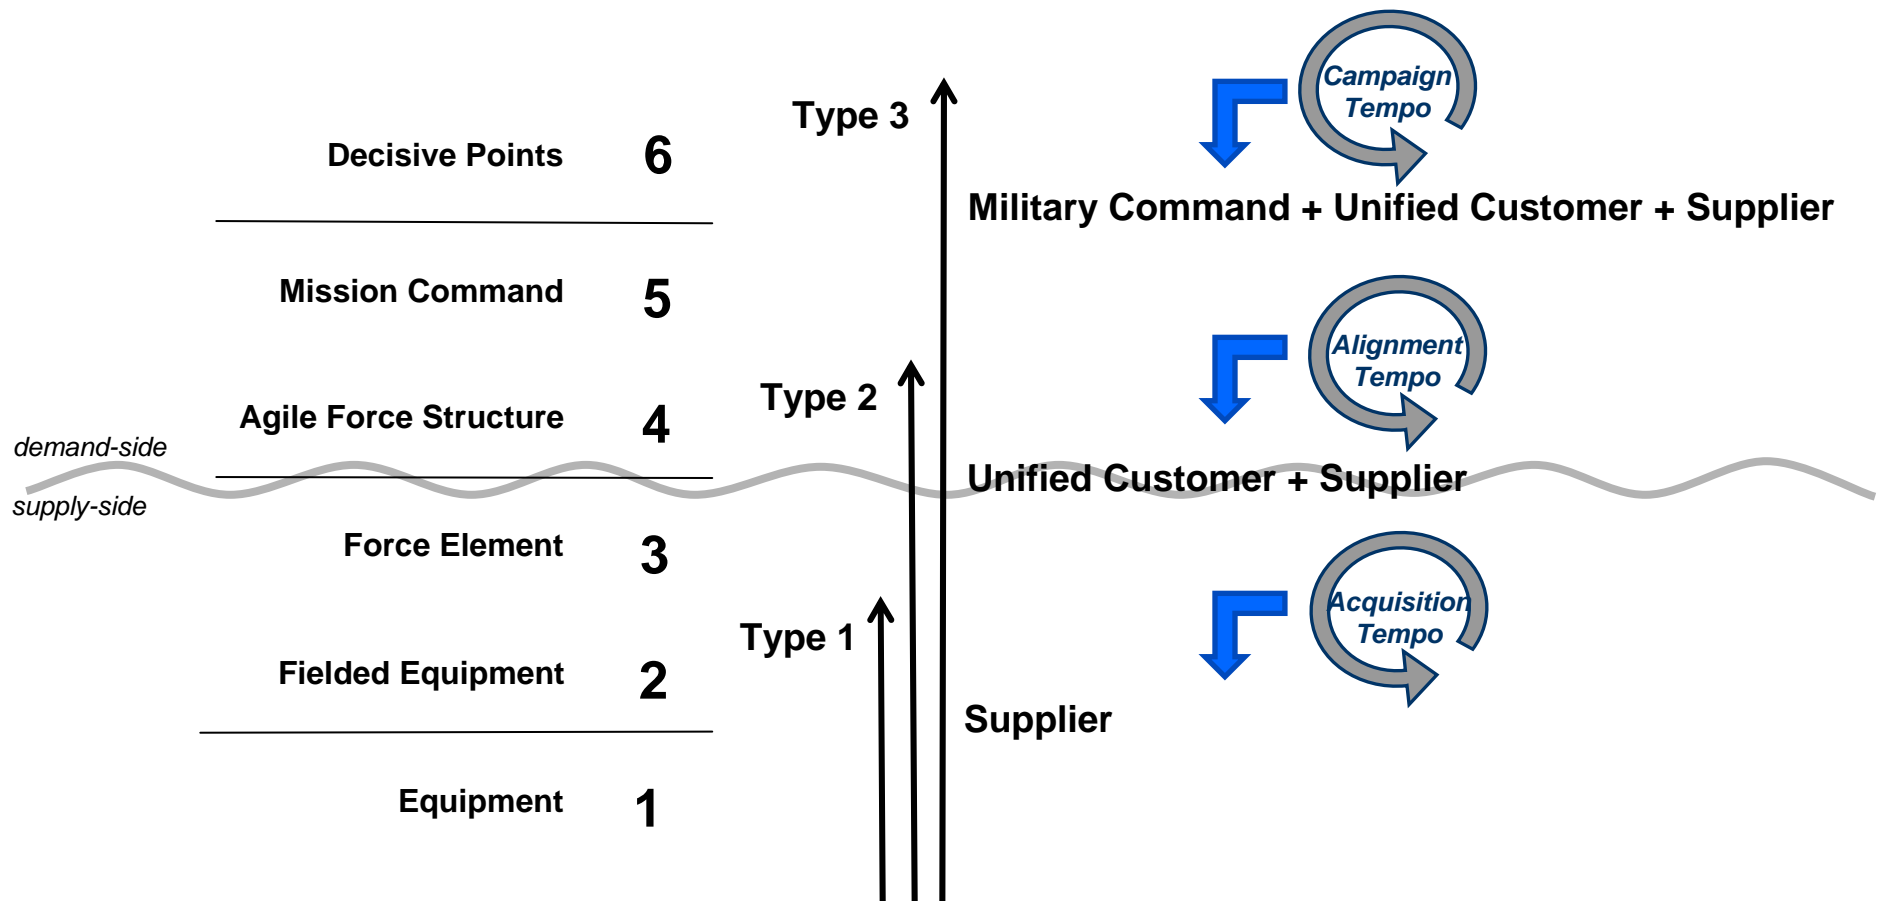 Campaign
Tempo
Type 3
Decisive Points 6
Military Command + Unified Customer + Supplier
Mission Command 5
Alignment
Tempo
Type 2
Agile Force Structure 4
demand-side
Unified Customer + Supplier
supply-side
Force Element 3
Acquisition
Tempo
Type 1
Fielded Equipment 2
Supplier
Equipment 1